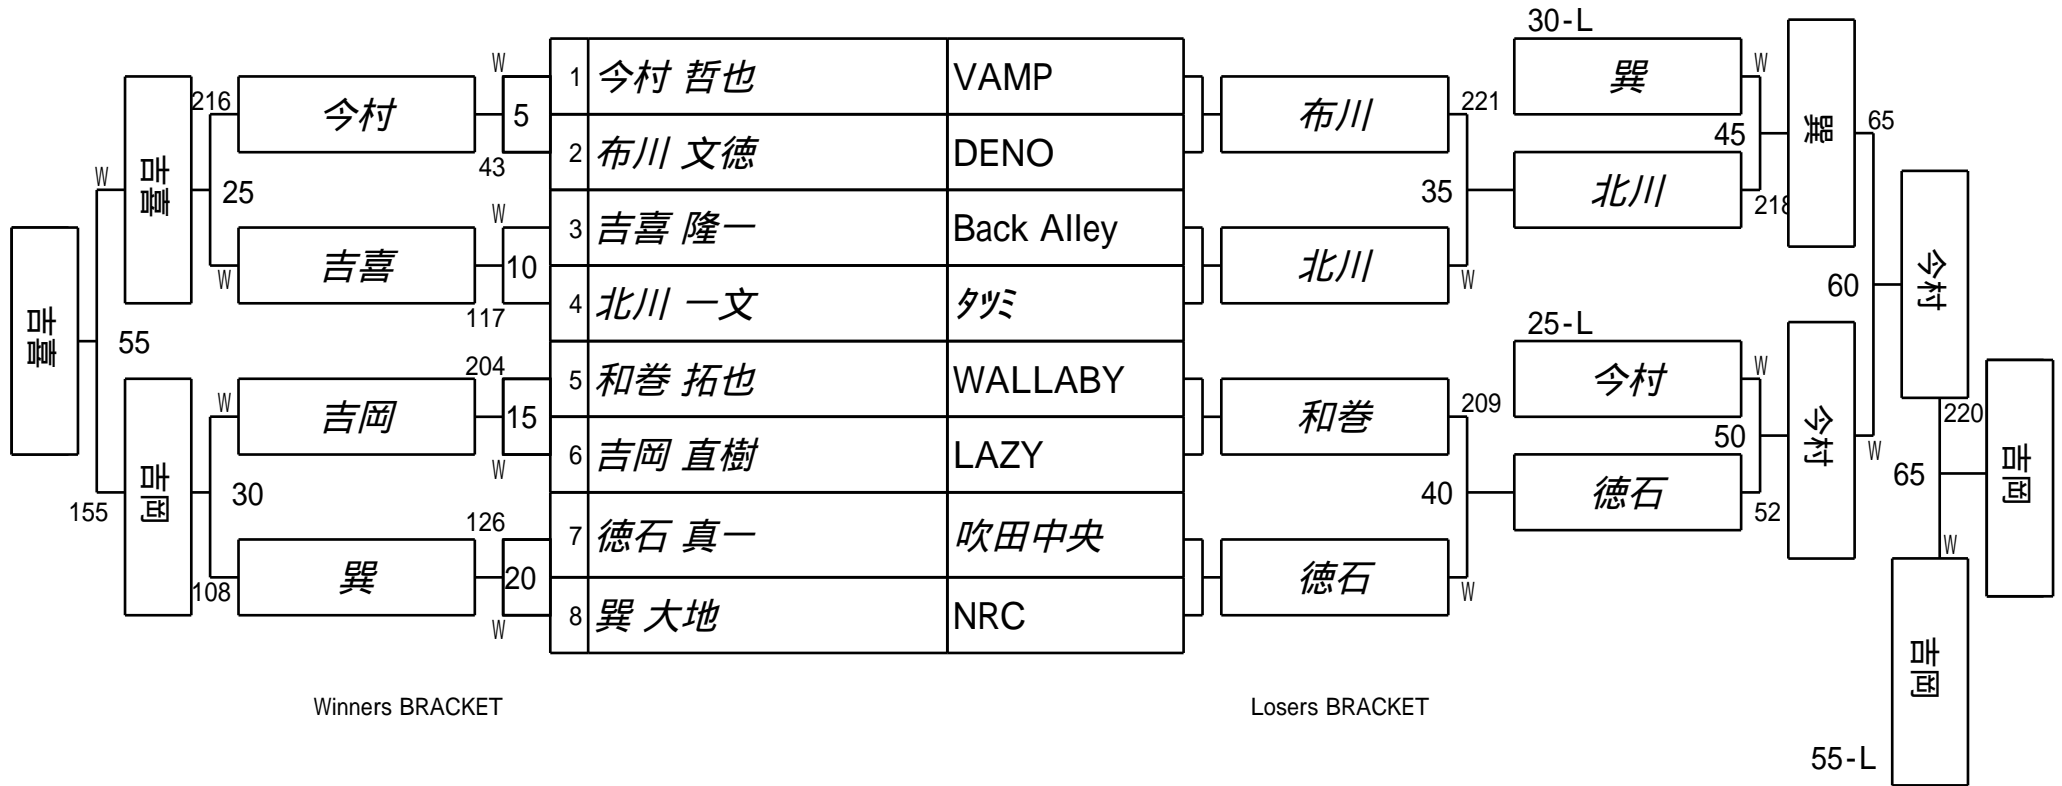 30-L
W
1 今村 哲也 VAMP
巽
W
216
今村
5
布川
221
45
巽
65
吉喜
43
2 布川 文徳 DENO
W
25
35
北川
218
今村
W
3 吉喜 隆一 Back Alley
吉喜
W
吉喜
10
北川
W
60
117
4 北川 一文 タツミ
55
25-L
204
5 和巻 拓也 WALLABY
今村
W
W
吉岡
15
和巻
209
50
今村
W
220
吉岡
W
6 吉岡 直樹 LAZY
徳石
52
65
吉岡
155
30
40
126
7 徳石 真一 吹田中央
W
108
巽
20
徳石
W
W
8 巽 大地 NRC
吉岡
Winners BRACKET
Losers BRACKET
55-L